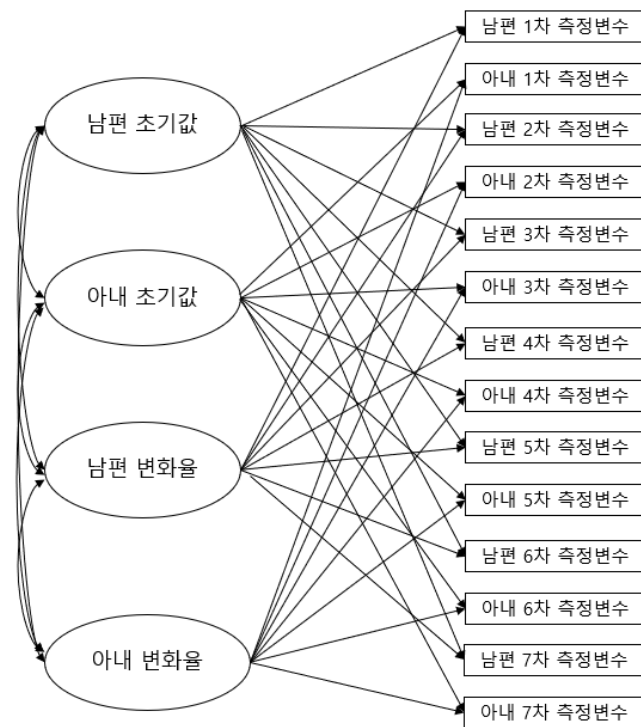 남편 초기값
아내 초기값
남편 변화율
아내 변화율
남편 1차 측정변수
아내 1차 측정변수
남편 2차 측정변수
아내 2차 측정변수
남편 3차 측정변수
아내 3차 측정변수
남편 4차 측정변수
아내 4차 측정변수
남편 5차 측정변수
아내 5차 측정변수
남편 6차 측정변수
아내 6차 측정변수
남편 7차 측정변수
아내 7차 측정변수